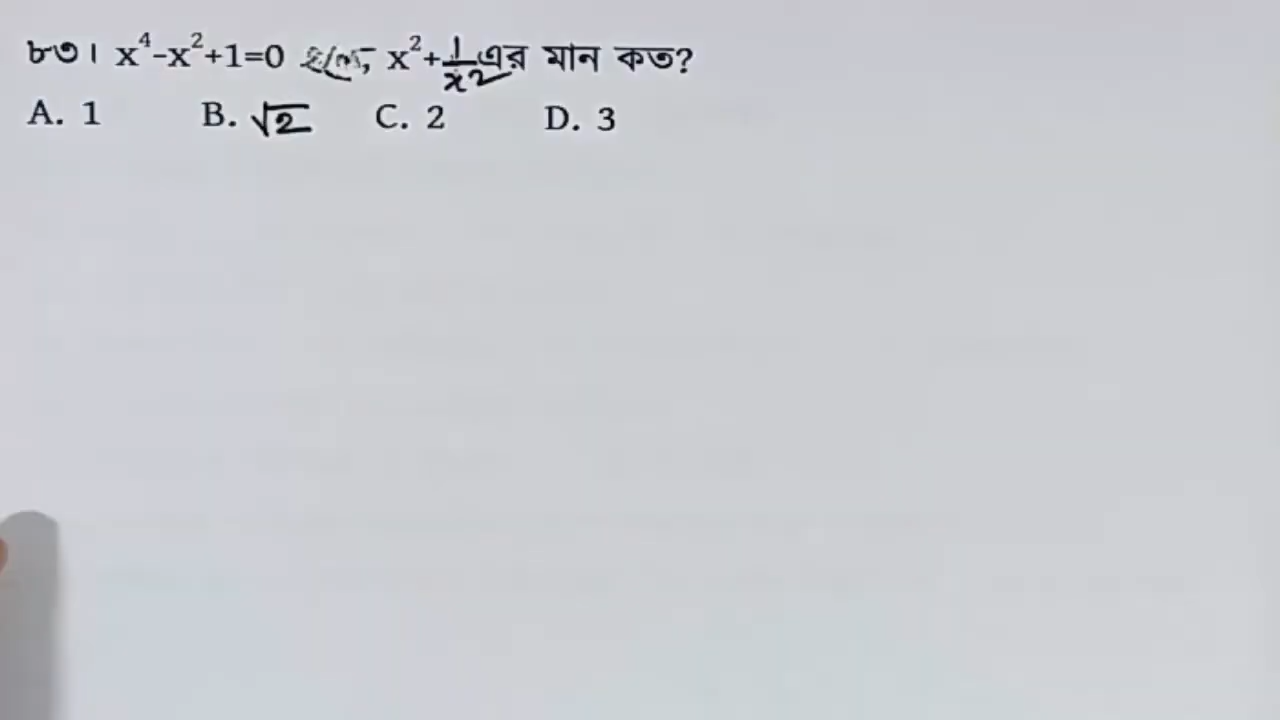 ৮৩। x⁴-x²+1=0 হলে, x²+1/x² এর মান কত?
A. 1 B. √2 C. 2 D. 3